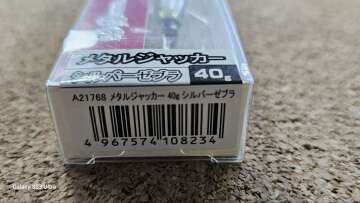 メタルジャッカー
シルバーゼブラ 40g
A21768 メタルジャッカー 40g シルバーゼブラ
4 967574 108234
Galaxy S23 Ultra